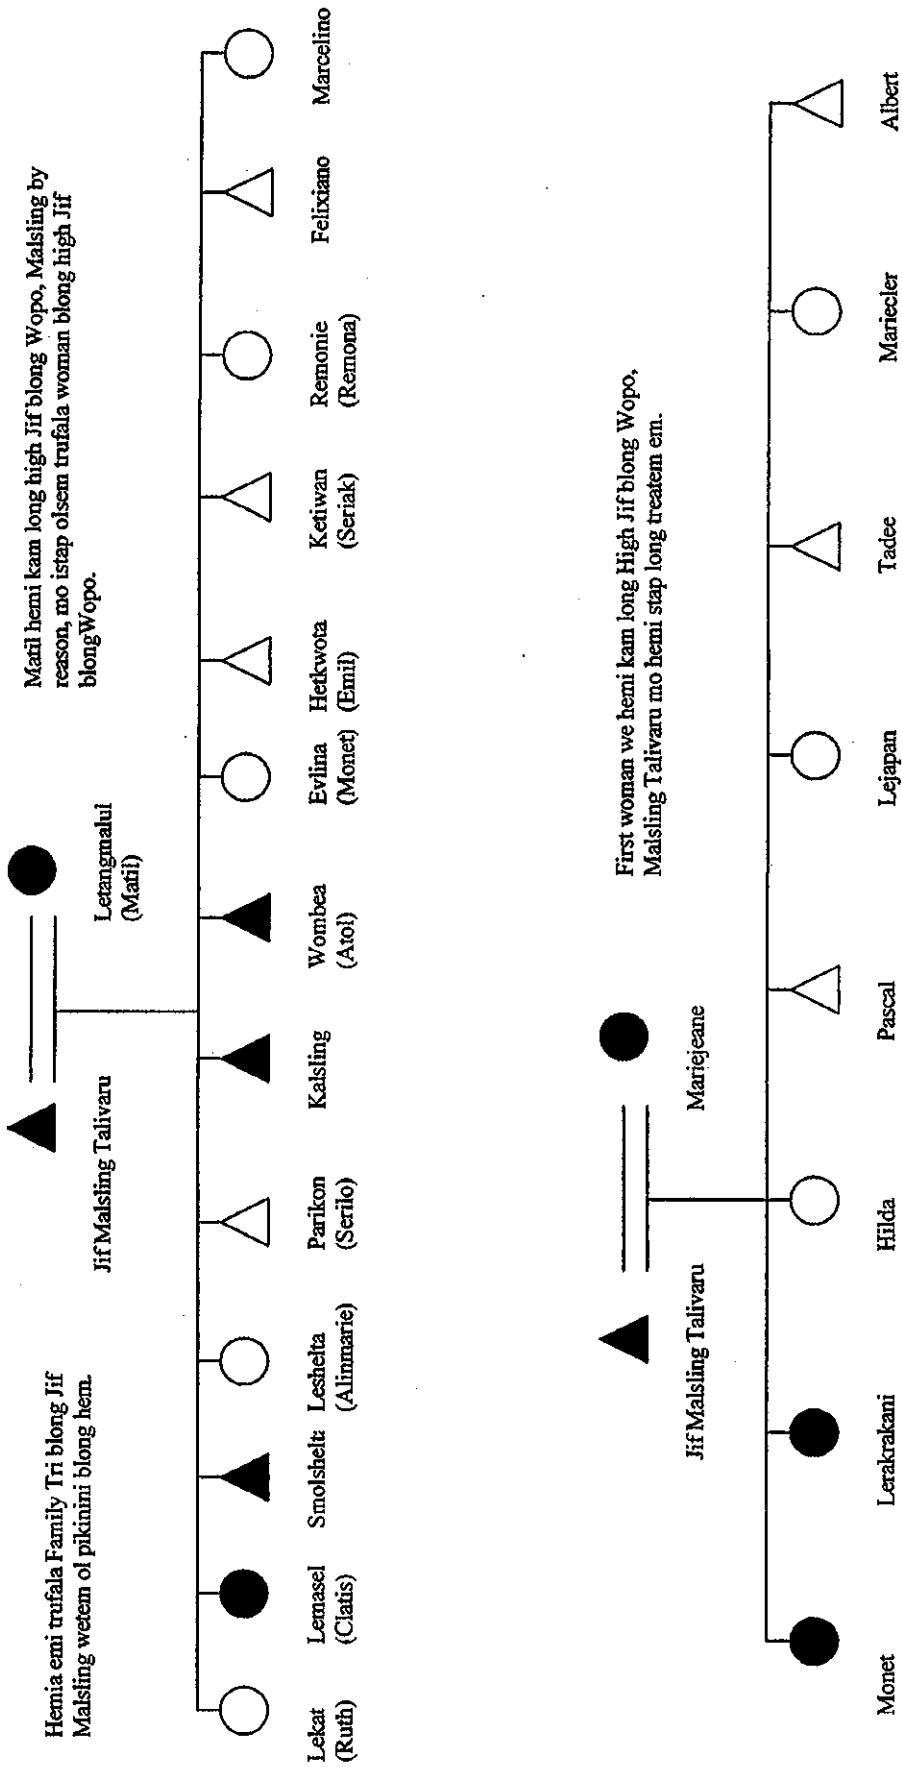 Hemia emi trufala Family Tri blong Jif
Malsling wetem ol pikinini blong hem.
Matil hemi kam long high Jif blong Wopo, Malsling by
reason, mo istap olsem trufala woman blong high Jif
blongWopo.
Jif Malsling Talivaru
Letangmalui
(Matil)
Lekat
(Ruth)
Lemasel
(Clatis)
Smolshelt:
Leshelta
(Alinmarie)
Parikon
(Serilo)
Kalsling
Wombea
(Atol)
Evlina
(Monet)
Hetkwota
(Emil)
Ketiwan
(Seriak)
Remonie
(Remona)
Felixiano
Marcelino
First woman we hemi kam long High Jif blong Wopo,
Malsling Talivaru mo hemi stap long treatem em.
Jif Malsling Talivaru
Mariejeane
Monet
Lerakrakani
Hilda
Pascal
Lejapan
Tadee
Mariecler
Albert